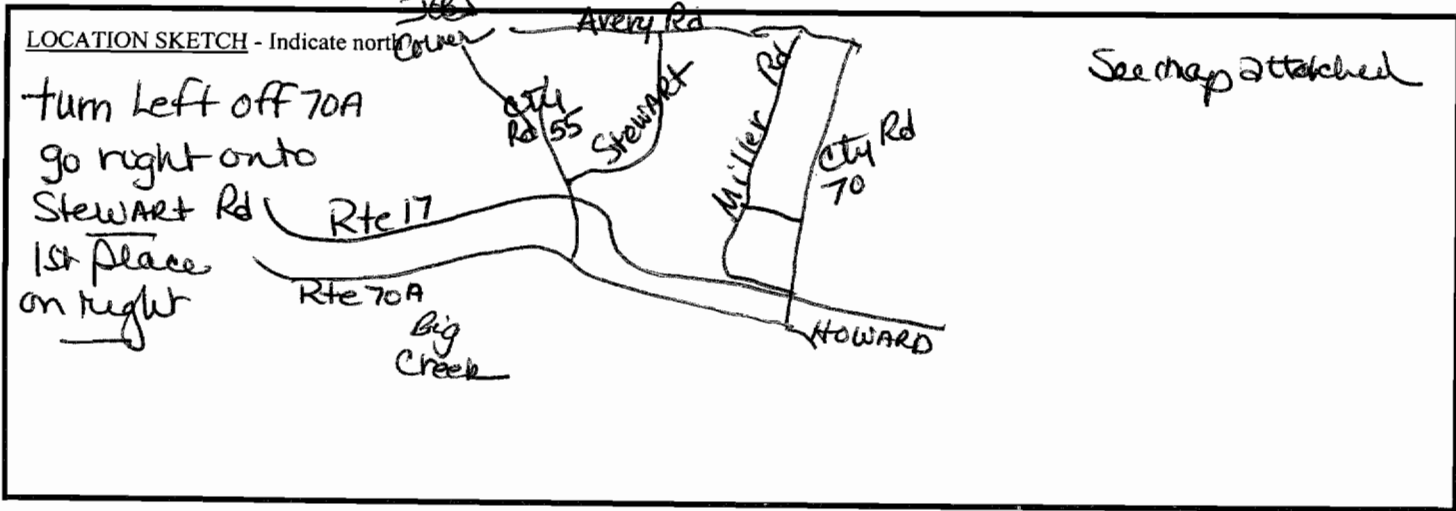 Corner
Avery Rd
LOCATION SKETCH - Indicate north
See map attached
turn Left off 70A
go right onto
Stewart Rd
1st place
on right
Cty
Rd 55
Stewart
Miller Rd
Cty Rd
70
Rte 17
Rte 70A
Big
Creek
HOWARD